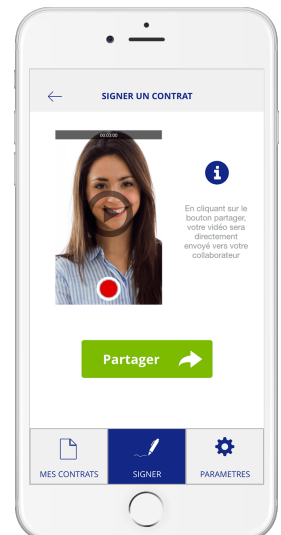 SIGNER UN CONTRAT
00:03:00
En cliquant sur le
bouton partager,
votre vidéo sera
directement
envoyé vers votre
collaborateur
Partager
MES CONTRATS
SIGNER
PARAMETRES